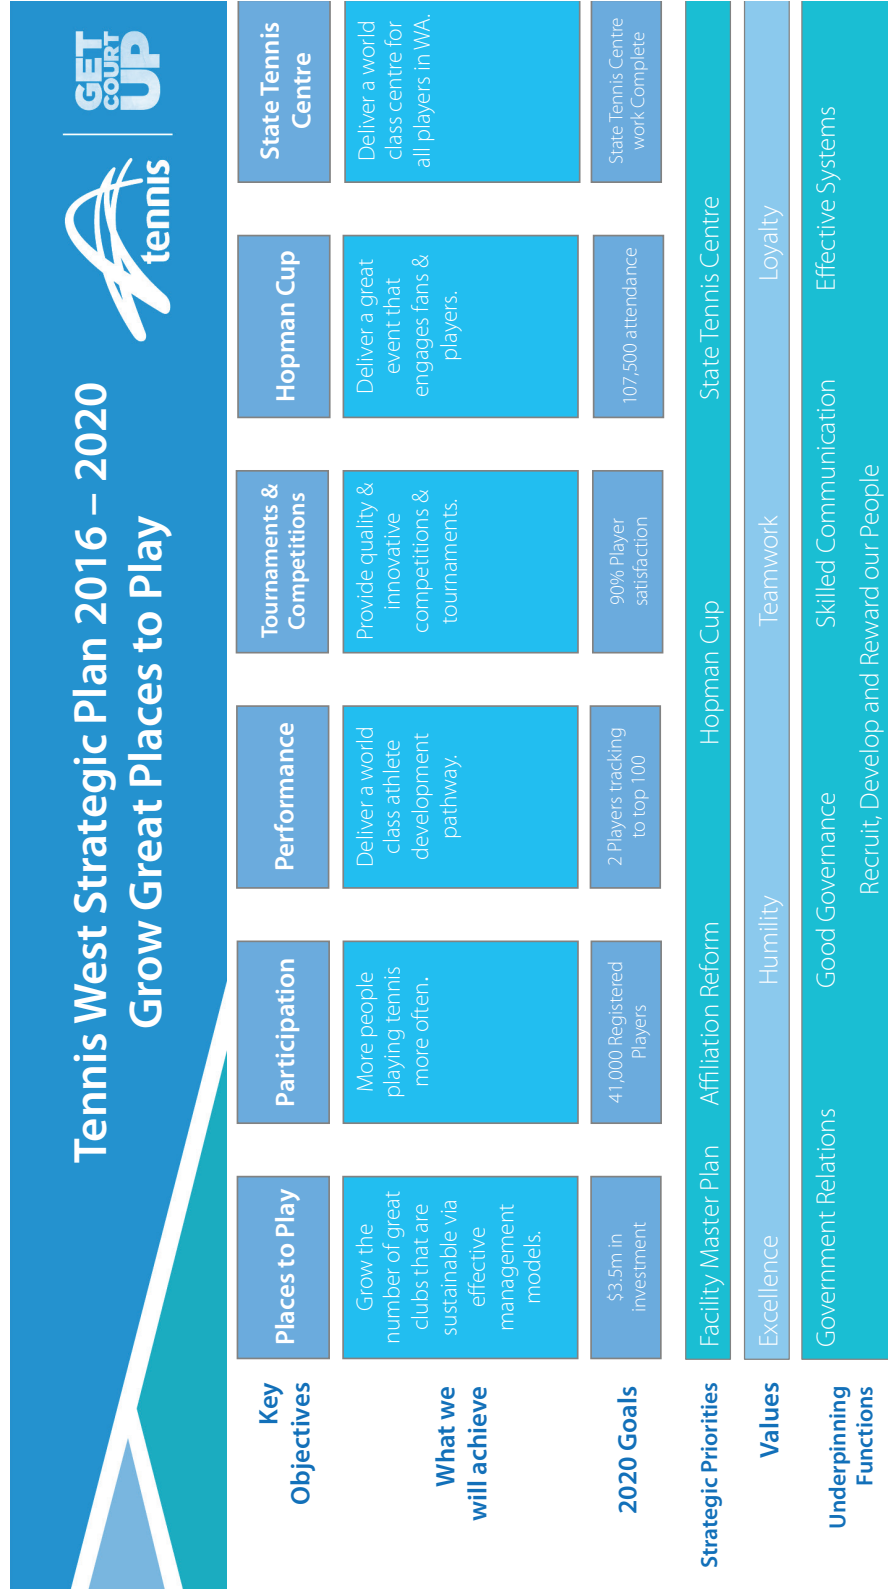 Tennis West Strategic Plan 2016 – 2020
Grow Great Places to Play
tennis
GET
COURT
UP
Key
Objectives
Places to Play
Participation
Performance
Tournaments &
Competitions
Hopman Cup
State Tennis
Centre
What we
will achieve
Grow the
number of great
clubs that are
sustainable via
effective
management
models.
More people
playing tennis
more often.
Deliver a world
class athlete
development
pathway.
Provide quality &
innovative
competitions &
tournaments.
Deliver a great
event that
engages fans &
players.
Deliver a world
class centre for
all players in WA.
2020 Goals
$3.5m in
investment
41,000 Registered
Players
2 Players tracking
to top 100
90% Player
satisfaction
107,500 attendance
State Tennis Centre
work Complete
Strategic Priorities
Facility Master Plan
Affiliation Reform
Hopman Cup
State Tennis Centre
Values
Excellence
Humility
Teamwork
Loyalty
Underpinning
Functions
Government Relations
Good Governance
Skilled Communication
Effective Systems
Recruit, Develop and Reward our People